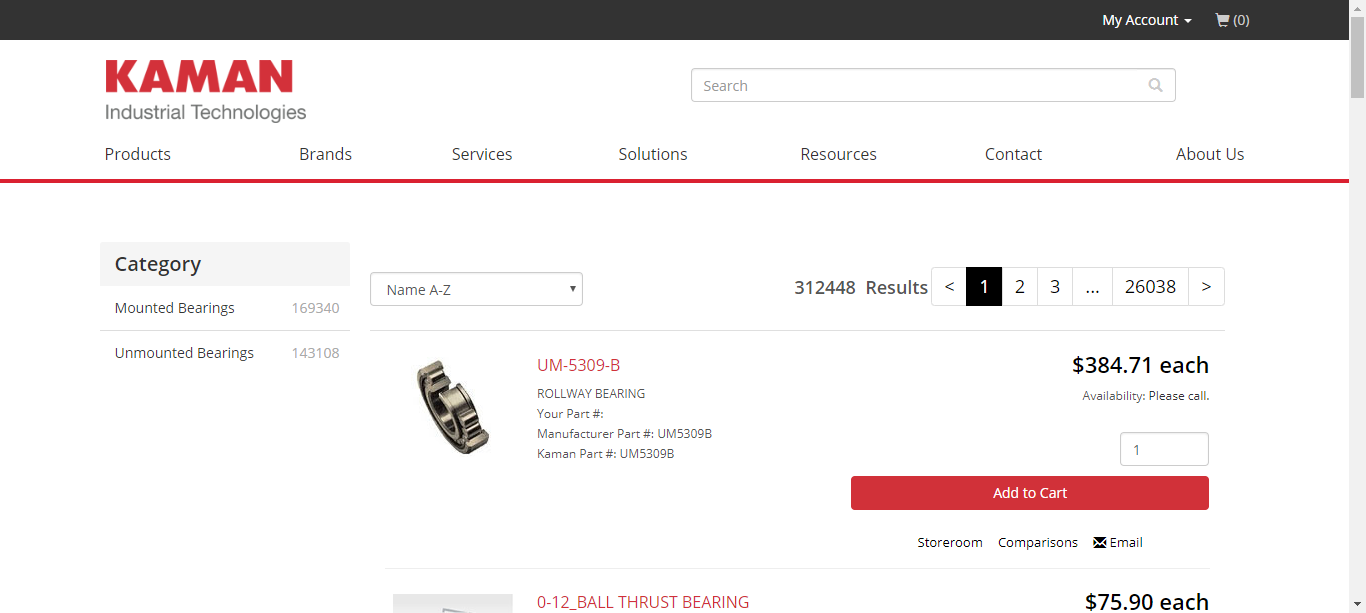 My Account
(0)
KAMAN
Industrial Technologies
Search
Products Brands Services Solutions Resources Contact About Us
Category
Mounted Bearings 169340
Unmounted Bearings 143108
Name A-Z
312448 Results < 1 2 3 ... 26038 >
UM-5309-B
ROLLWAY BEARING
Your Part #:
Manufacturer Part #: UM5309B
Kaman Part #: UM5309B
$384.71 each
Availability: Please call.
1
Add to Cart
Storeroom Comparisons Email
0-12_BALL THRUST BEARING
$75.90 each